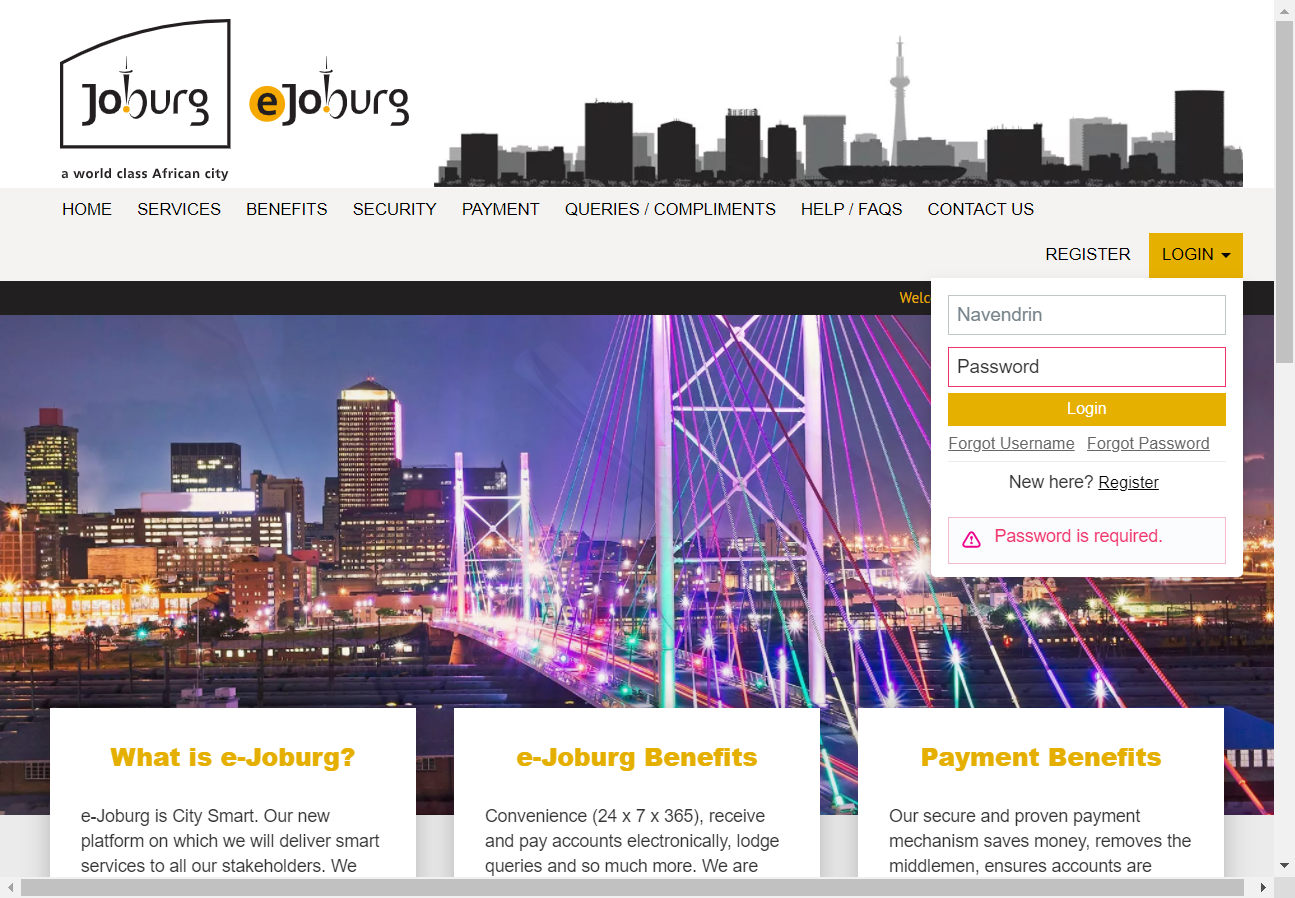 Joburg
eJoburg
a world class African city
HOME SERVICES BENEFITS SECURITY PAYMENT QUERIES / COMPLIMENTS HELP / FAQS CONTACT US
REGISTER LOGIN
Navendrin
Password
Login
Forgot Username Forgot Password
New here? Register
Password is required.
What is e-Joburg?
e-Joburg is City Smart. Our new
platform on which we will deliver smart
services to all our stakeholders. We
e-Joburg Benefits
Convenience (24 x 7 x 365), receive
and pay accounts electronically, lodge
queries and so much more. We are
Payment Benefits
Our secure and proven payment
mechanism saves money, removes the
middlemen, ensures accounts are